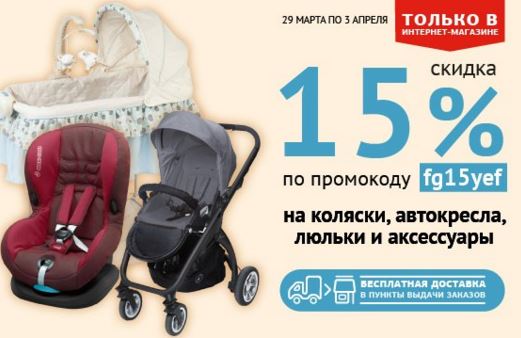 29 МАРТА ПО 3 АПРЕЛЯ
ТОЛЬКО В
ИНТЕРНЕТ-МАГАЗИНЕ
скидка
15%
по промокоду fg15yef
на коляски, автокресла,
люльки и аксессуары
БЕСПЛАТНАЯ ДОСТАВКА
В ПУНКТЫ ВЫДАЧИ ЗАКАЗОВ